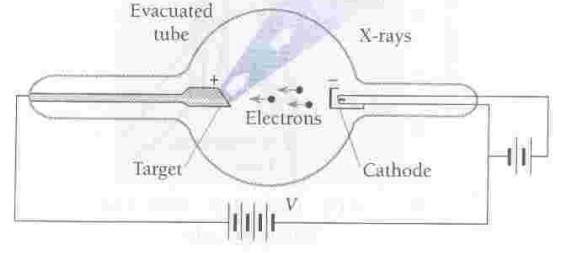 Evacuated
tube
X-rays
+
−
Electrons
Target
Cathode
V